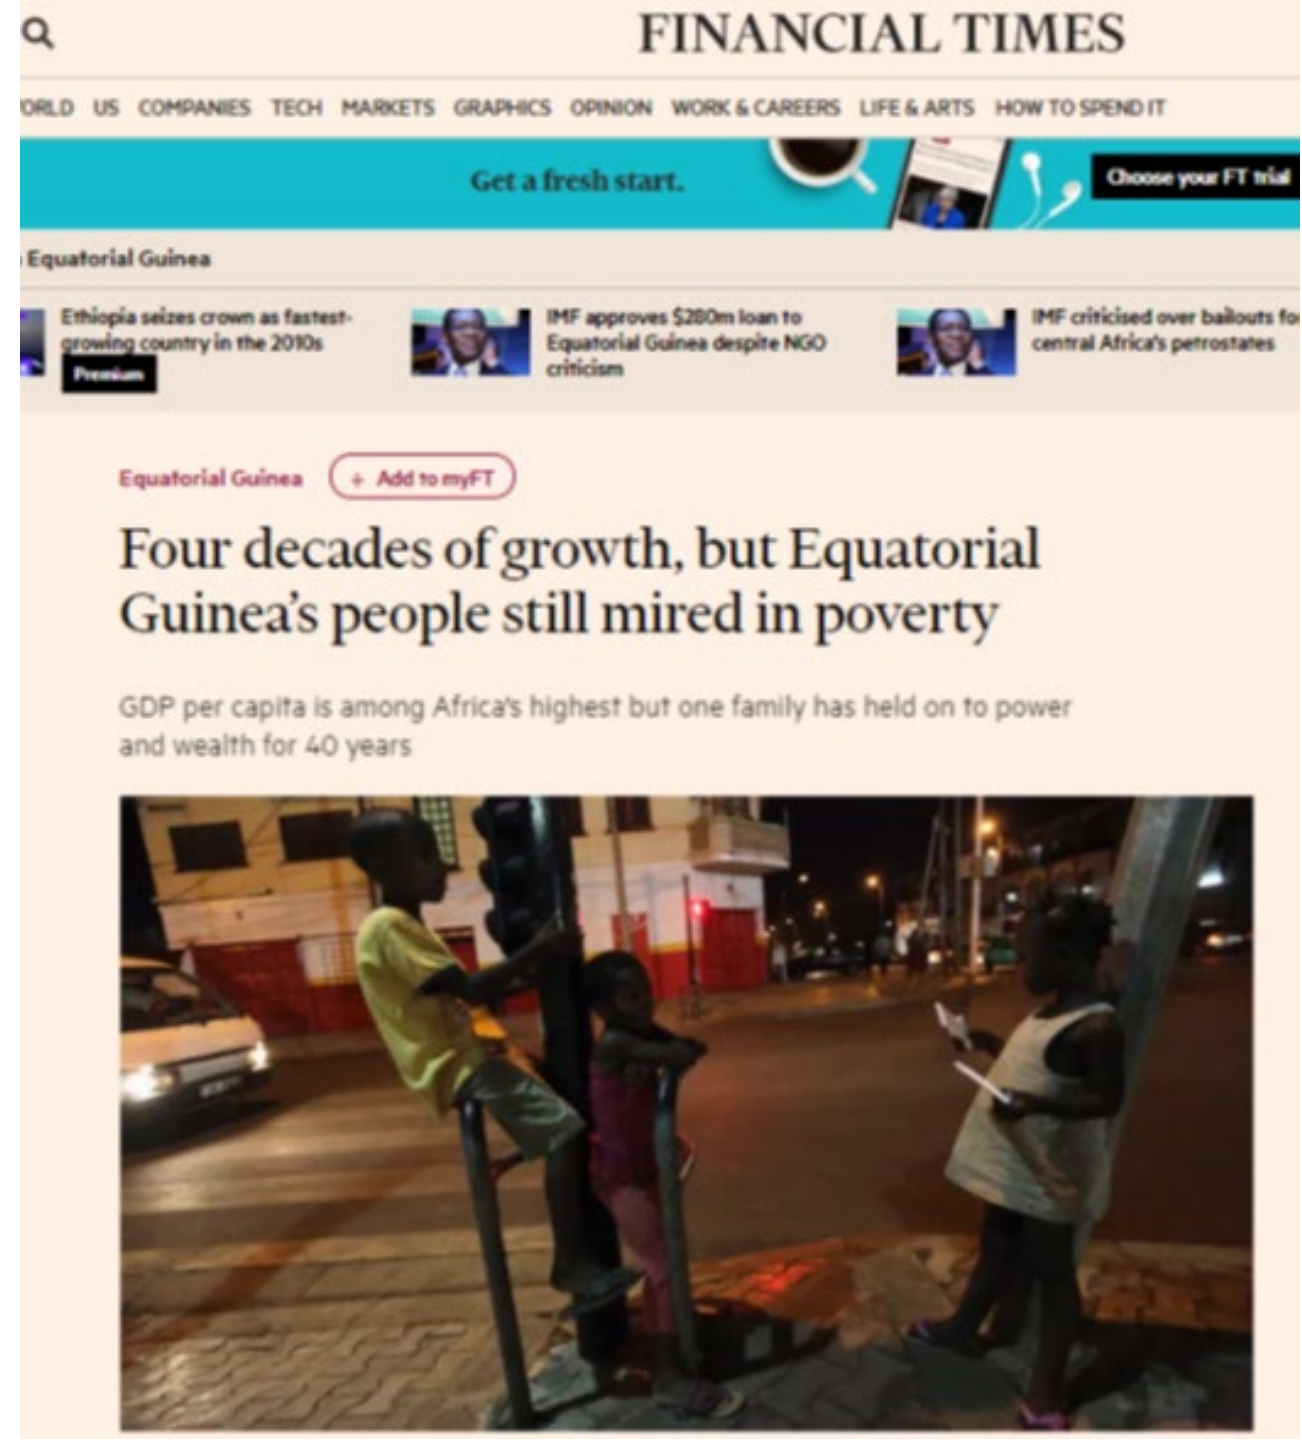 FINANCIAL TIMES
ORLD US COMPANIES TECH MARKETS GRAPHICS OPINION WORK & CAREERS LIFE & ARTS HOW TO SPEND IT
Get a fresh start.
Choose your FT trial
Equatorial Guinea
Ethiopia seizes crown as fastest-
growing country in the 2010s
Premium
IMF approves $280m loan to
Equatorial Guinea despite NGO
criticism
IMF criticised over bailouts fo
central Africa's petrostates
Equatorial Guinea
+ Add to myFT
Four decades of growth, but Equatorial
Guinea's people still mired in poverty
GDP per capita is among Africa's highest but one family has held on to power
and wealth for 40 years